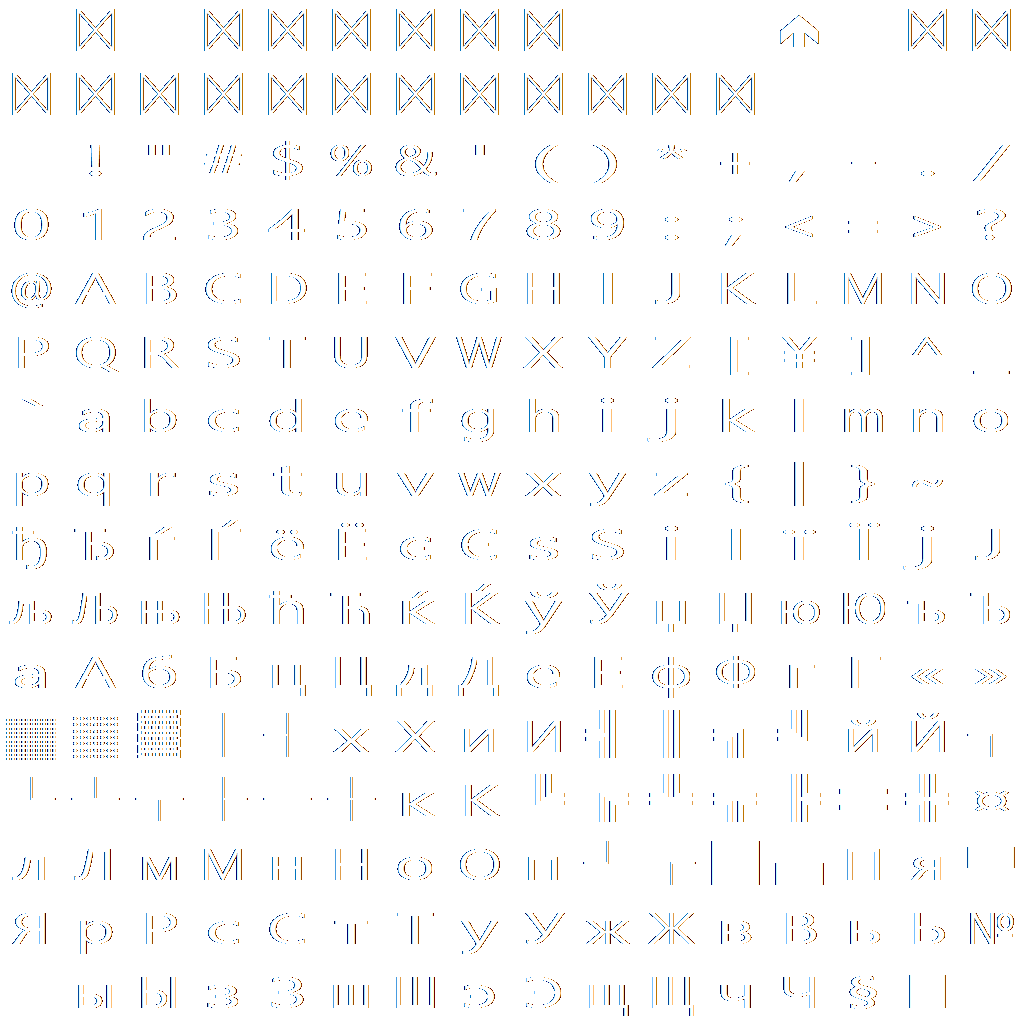 ! " # $ % & ' ( ) * + , - . /
0 1 2 3 4 5 6 7 8 9 : ; < = > ?
@ A B C D E F G H I J K L M N O
P Q R S T U V W X Y Z [ ¥ ] ^ _
` a b c d e f g h i j k l m n o
p q r s t u v w x y z { | } ~
ђ Ђ ѓ Ѓ ё Ё є Є ѕ Ѕ і І ї Ї ј Ј
љ Љ њ Њ ћ Ћ ќ Ќ ў Ў џ Џ ю Ю ъ Ъ
а А б Б ц Ц д Д е Е ф Ф г Г « »
░ ▒ ▓ │ ┤ х Х и И ╣ ║ ╗ ╝ й Й ┐
└ ┴ ┬ ├ ─ ┼ к К ╚ ╔ ╩ ╦ ╠ ═ ╬ ¤
л Л м М н Н о О п ┘ ┌ █ ▄ П я ▀
Я р Р с С т Т у У ж Ж в В ь Ь №
ы Ы з З ш Ш э Э щ Щ ч Ч § ■